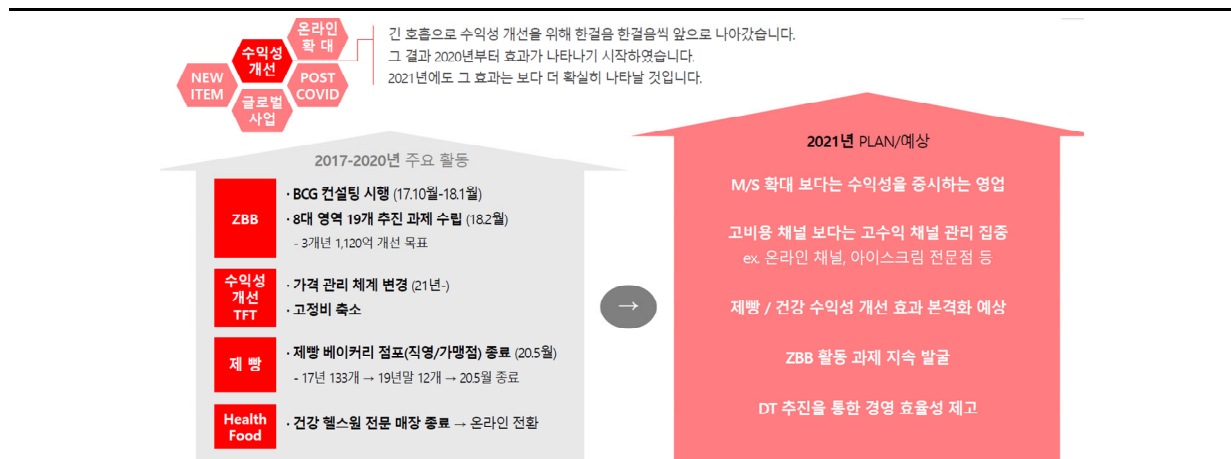 온라인
확 대
수익성
개선
NEW
ITEM
POST
COVID
글로벌
사업
긴 호흡으로 수익성 개선을 위해 한걸음 한걸음씩 앞으로 나아갔습니다.
그 결과 2020년부터 효과가 나타나기 시작하였습니다.
2021년에도 그 효과는 보다 더 확실히 나타날 것입니다.
2017-2020년 주요 활동
ZBB
· BCG 컨설팅 시행 (17.10월-18.1월)
· 8대 영역 19개 추진 과제 수립 (18.2월)
- 3개년 1,120억 개선 목표
수익성
개선
TFT
· 가격 관리 체계 변경 (21년-)
· 고정비 축소
제 빵
· 제빵 베이커리 점포(직영/가맹점) 종료 (20.5월)
- 17년 133개 → 19년말 12개 → 20.5월 종료
Health
Food
· 건강 헬스원 전문 매장 종료 → 온라인 전환
→
2021년 PLAN/예상
M/S 확대 보다는 수익성을 중시하는 영업
고비용 채널 보다는 고수익 채널 관리 집중
ex. 온라인 채널, 아이스크림 전문점 등
제빵 / 건강 수익성 개선 효과 본격화 예상
ZBB 활동 과제 지속 발굴
DT 추진을 통한 경영 효율성 제고